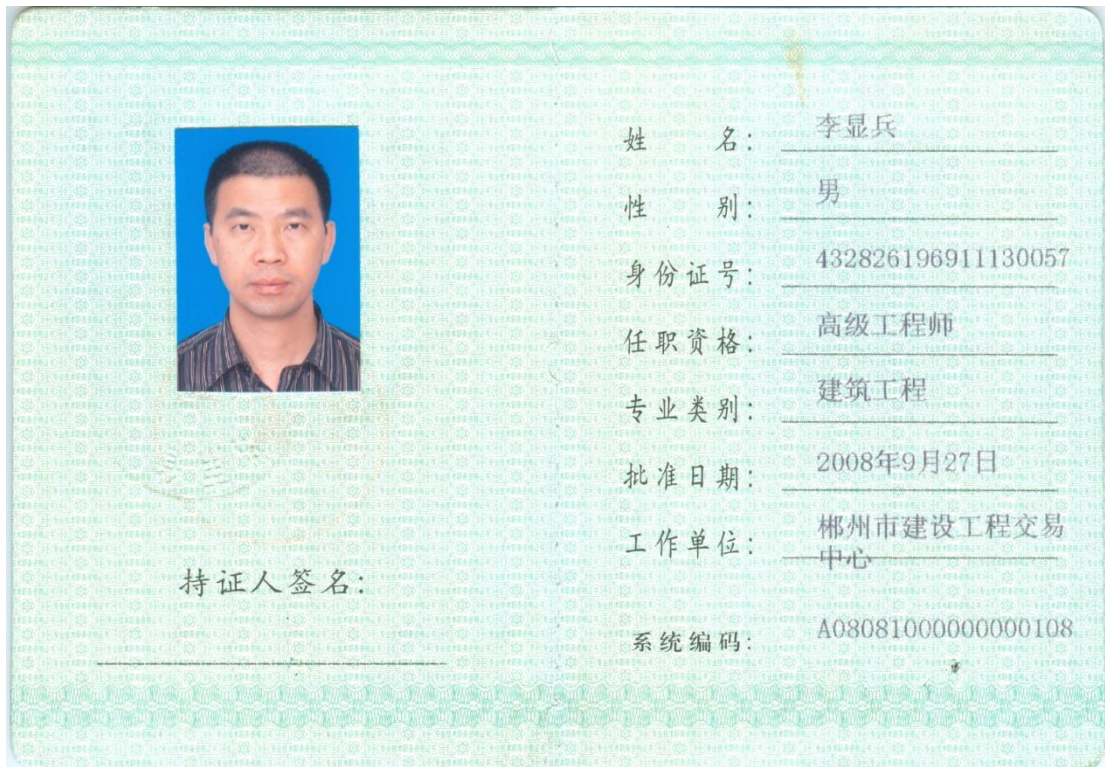 姓名：李显兵
性别：男
身份证号：432826196911130057
任职资格：高级工程师
专业类别：建筑工程
批准日期：2008年9月27日
工作单位：郴州市建设工程交易
中心
持证人签名：
系统编码：A08081000000000108